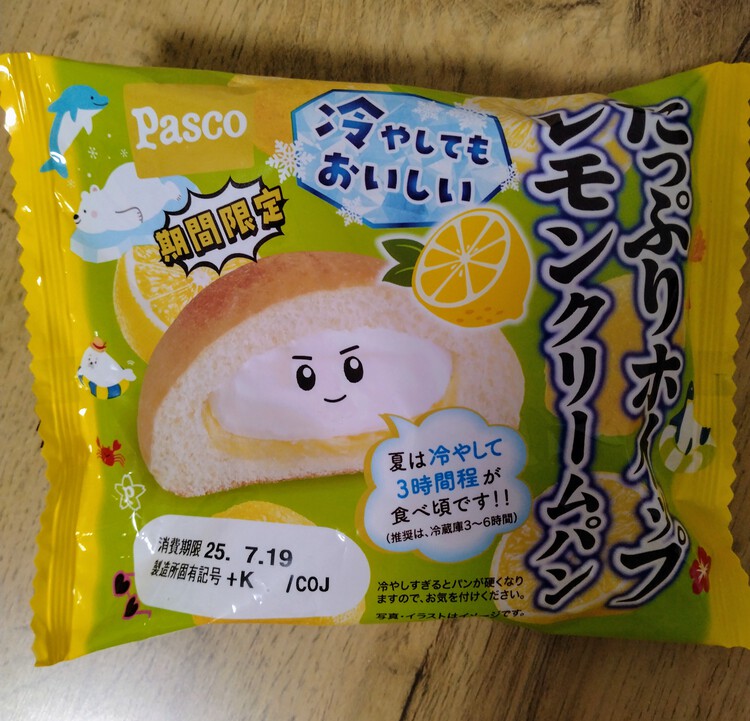 Pasco
冷やしても
おいしい
期間限定
たっぷりホイップ
レモンクリームパン
夏は冷やして
3時間程が
食べ頃です!!
(推奨は、冷蔵庫3〜6時間)
消費期限 25. 7.19
製造所固有記号 +K /COJ
冷やしすぎるとパンが硬くなり
ますので、お気を付けください。
写真・イラストはイメージです。